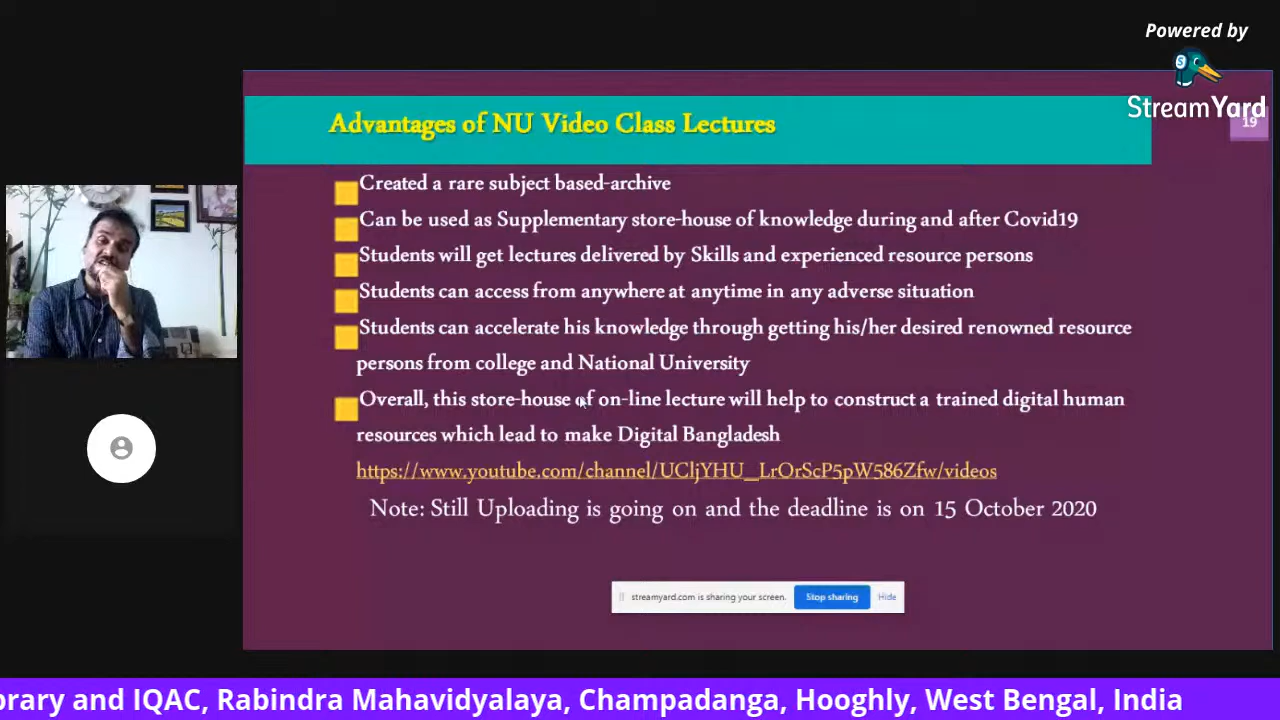 Powered by
StreamYard
19
Advantages of NU Video Class Lectures
Created a rare subject based-archive
Can be used as Supplementary store-house of knowledge during and after Covid19
Students will get lectures delivered by Skills and experienced resource persons
Students can access from anywhere at anytime in any adverse situation
Students can accelerate his knowledge through getting his/her desired renowned resource
persons from college and National University
Overall, this store-house of on-line lecture will help to construct a trained digital human
resources which lead to make Digital Bangladesh
https://www.youtube.com/channel/UCljYHU_LrOrScP5pW586Zfw/videos
Note: Still Uploading is going on and the deadline is on 15 October 2020
streamyard.com is sharing your screen. Stop sharing Hide
brary and IQAC, Rabindra Mahavidyalaya, Champadanga, Hooghly, West Bengal, India